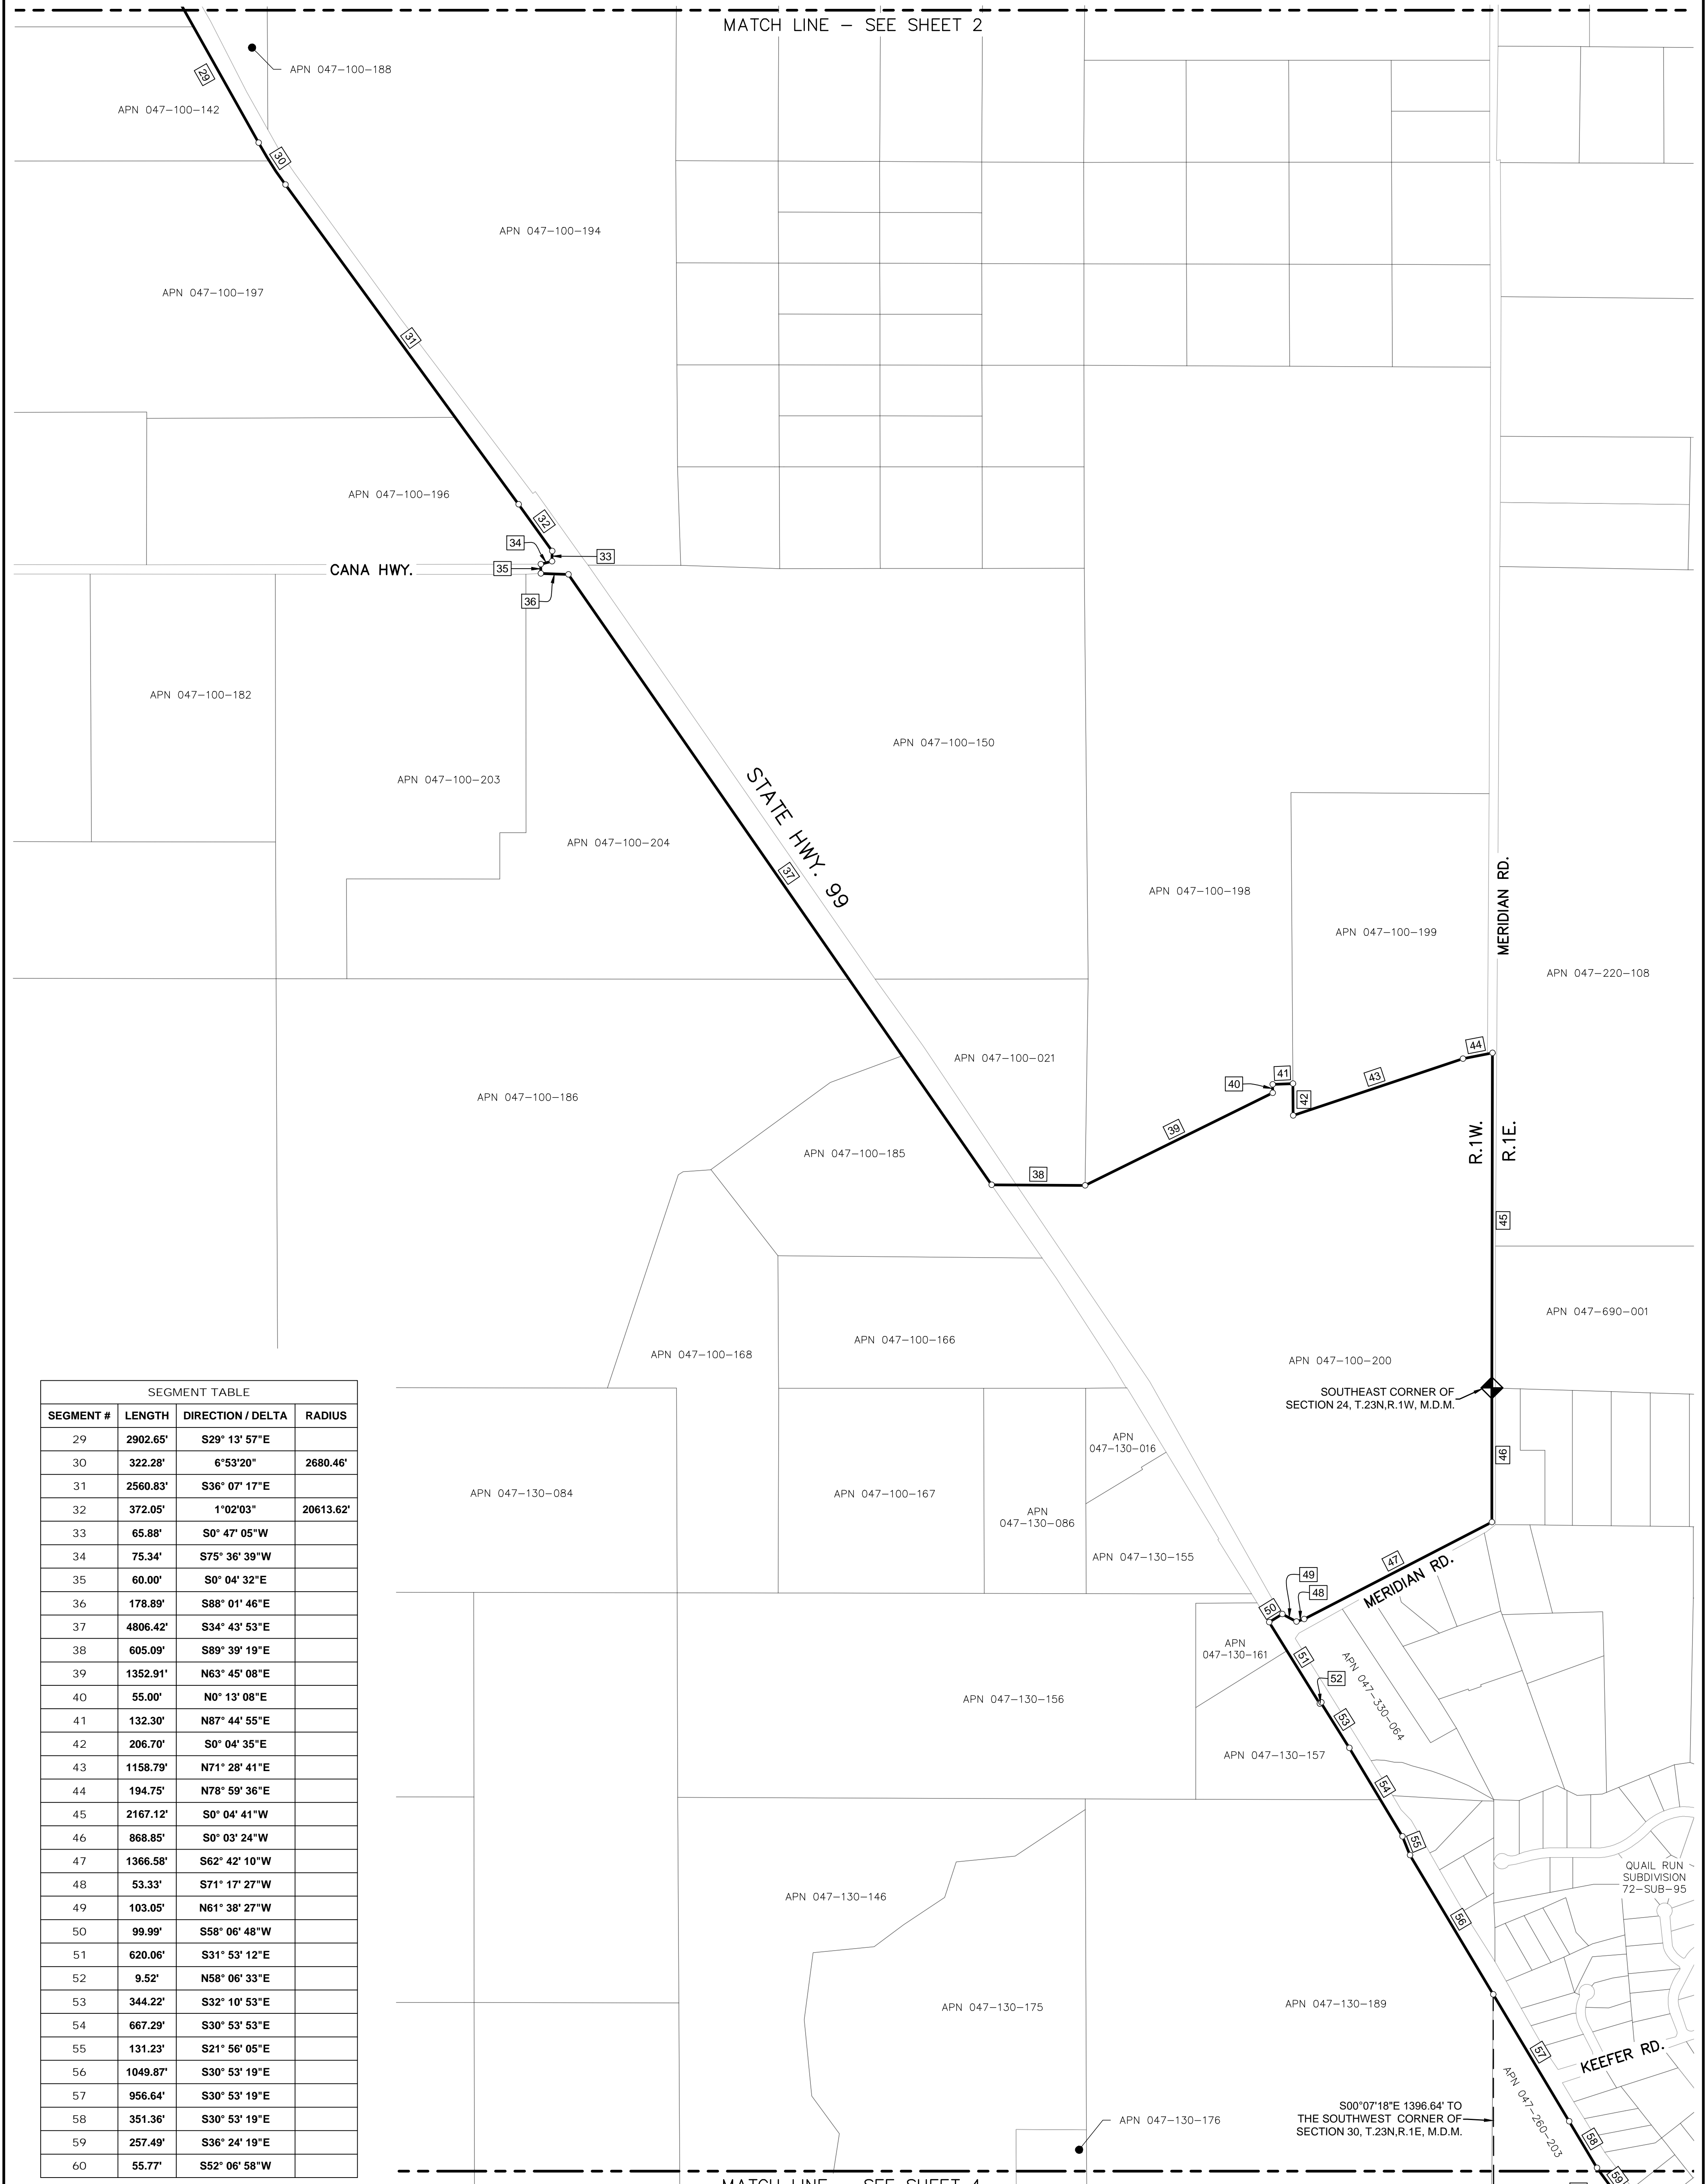 MATCH LINE – SEE SHEET 2
29
APN 047–100–188
APN 047–100–142
30
APN 047–100–194
APN 047–100–197
31
APN 047–100–196
32
34
33
CANA HWY.
35
36
APN 047–100–182
APN 047–100–150
APN 047–100–203
STATE HWY. 99
APN 047–100–204
37
APN 047–100–198
MERIDIAN RD.
APN 047–100–199
APN 047–220–108
44
APN 047–100–021
41
43
40
42
APN 047–100–186
39
R.1W.
R.1E.
APN 047–100–185
38
45
APN 047–690–001
APN 047–100–166
APN 047–100–168
APN 047–100–200
SOUTHEAST CORNER OF
SECTION 24, T.23N,R.1W, M.D.M.
APN
047–130–016
46
APN 047–130–084
APN 047–100–167
APN
047–130–086
APN 047–130–155
47
MERIDIAN RD.
49
48
50
APN
047–130–161
51
52
APN 047–330–064
APN 047–130–156
53
APN 047–130–157
54
55
QUAIL RUN
SUBDIVISION
72–SUB–95
APN 047–130–146
56
APN 047–130–175
APN 047–130–189
57
KEEFER RD.
APN 047–260–203
S00°07'18"E 1396.64' TO
THE SOUTHWEST CORNER OF
SECTION 30, T.23N,R.1E, M.D.M.
APN 047–130–176
58
59
SEGMENT TABLE
SEGMENT # LENGTH DIRECTION / DELTA RADIUS
29 2902.65' S29° 13' 57"E
30 322.28' 6°53'20" 2680.46'
31 2560.83' S36° 07' 17"E
32 372.05' 1°02'03" 20613.62'
33 65.88' S0° 47' 05"W
34 75.34' S75° 36' 39"W
35 60.00' S0° 04' 32"E
36 178.89' S88° 01' 46"E
37 4806.42' S34° 43' 53"E
38 605.09' S89° 39' 19"E
39 1352.91' N63° 45' 08"E
40 55.00' N0° 13' 08"E
41 132.30' N87° 44' 55"E
42 206.70' S0° 04' 35"E
43 1158.79' N71° 28' 41"E
44 194.75' N78° 59' 36"E
45 2167.12' S0° 04' 41"W
46 868.85' S0° 03' 24"W
47 1366.58' S62° 42' 10"W
48 53.33' S71° 17' 27"W
49 103.05' N61° 38' 27"W
50 99.99' S58° 06' 48"W
51 620.06' S31° 53' 12"E
52 9.52' N58° 06' 33"E
53 344.22' S32° 10' 53"E
54 667.29' S30° 53' 53"E
55 131.23' S21° 56' 05"E
56 1049.87' S30° 53' 19"E
57 956.64' S30° 53' 19"E
58 351.36' S30° 53' 19"E
59 257.49' S36° 24' 19"E
60 55.77' S52° 06' 58"W
MATCH LINE – SEE SHEET 4